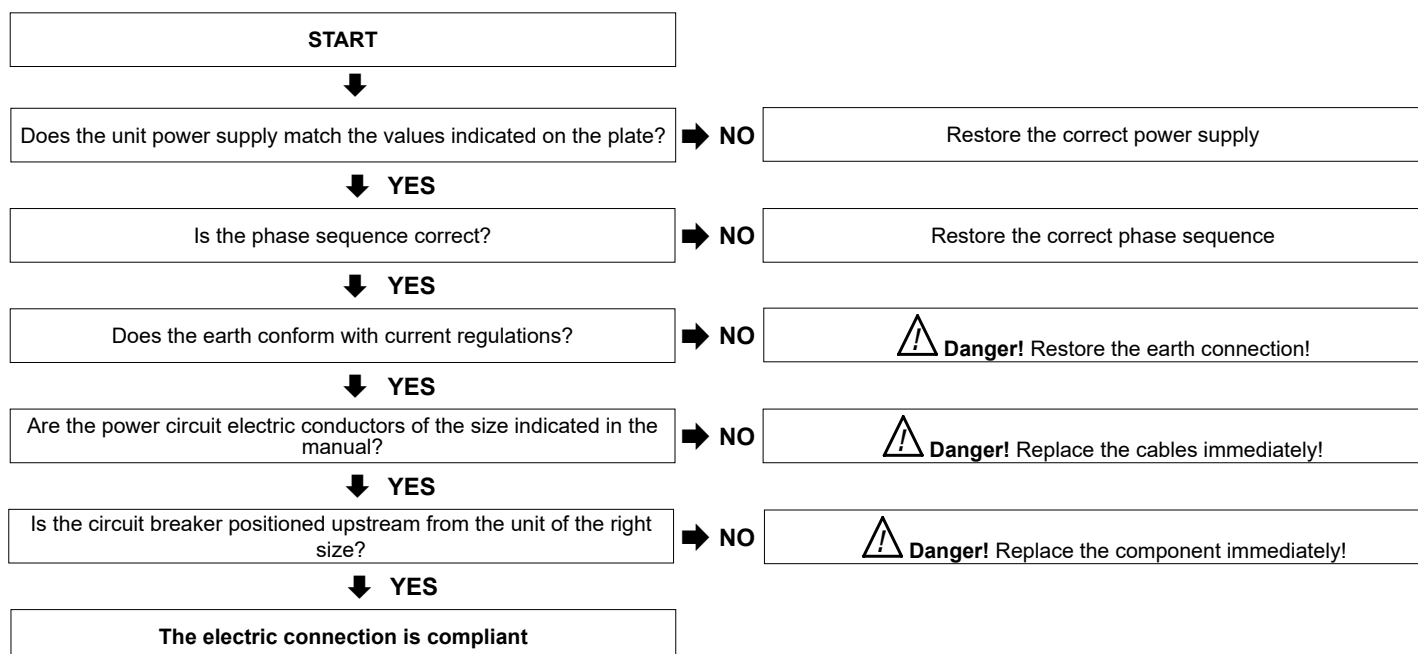 START
Does the unit power supply match the values indicated on the plate?
NO
Restore the correct power supply
YES
Is the phase sequence correct?
NO
Restore the correct phase sequence
YES
Does the earth conform with current regulations?
NO
Danger! Restore the earth connection!
YES
Are the power circuit electric conductors of the size indicated in the
manual?
NO
Danger! Replace the cables immediately!
YES
Is the circuit breaker positioned upstream from the unit of the right
size?
NO
Danger! Replace the component immediately!
YES
The electric connection is compliant